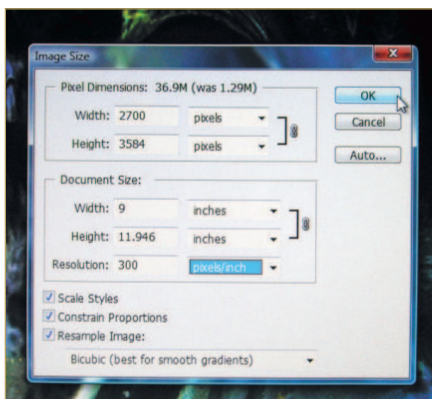 Image Size
Pixel Dimensions: 36.9M (was 1.29M)
OK
Width: 2700 pixels
Cancel
Height: 3584 pixels
Auto...
Document Size:
Width: 9 inches
Height: 11.946 inches
Resolution: 300 pixels/inch
Scale Styles
Constrain Proportions
Resample Image:
Bicubic (best for smooth gradients)